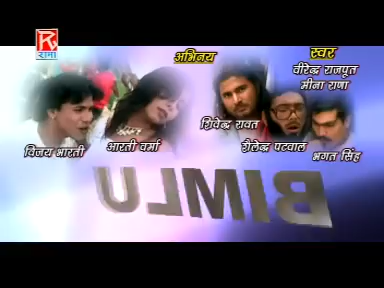 R
रामा
अभिनय
स्वर
वीरेन्द्र राजपूत
मीना राणा
शिवेन्द्र रावत
विजय भारती
आरती वर्मा
शैलेन्द्र पटवाल
भगत सिंह
BIMLU